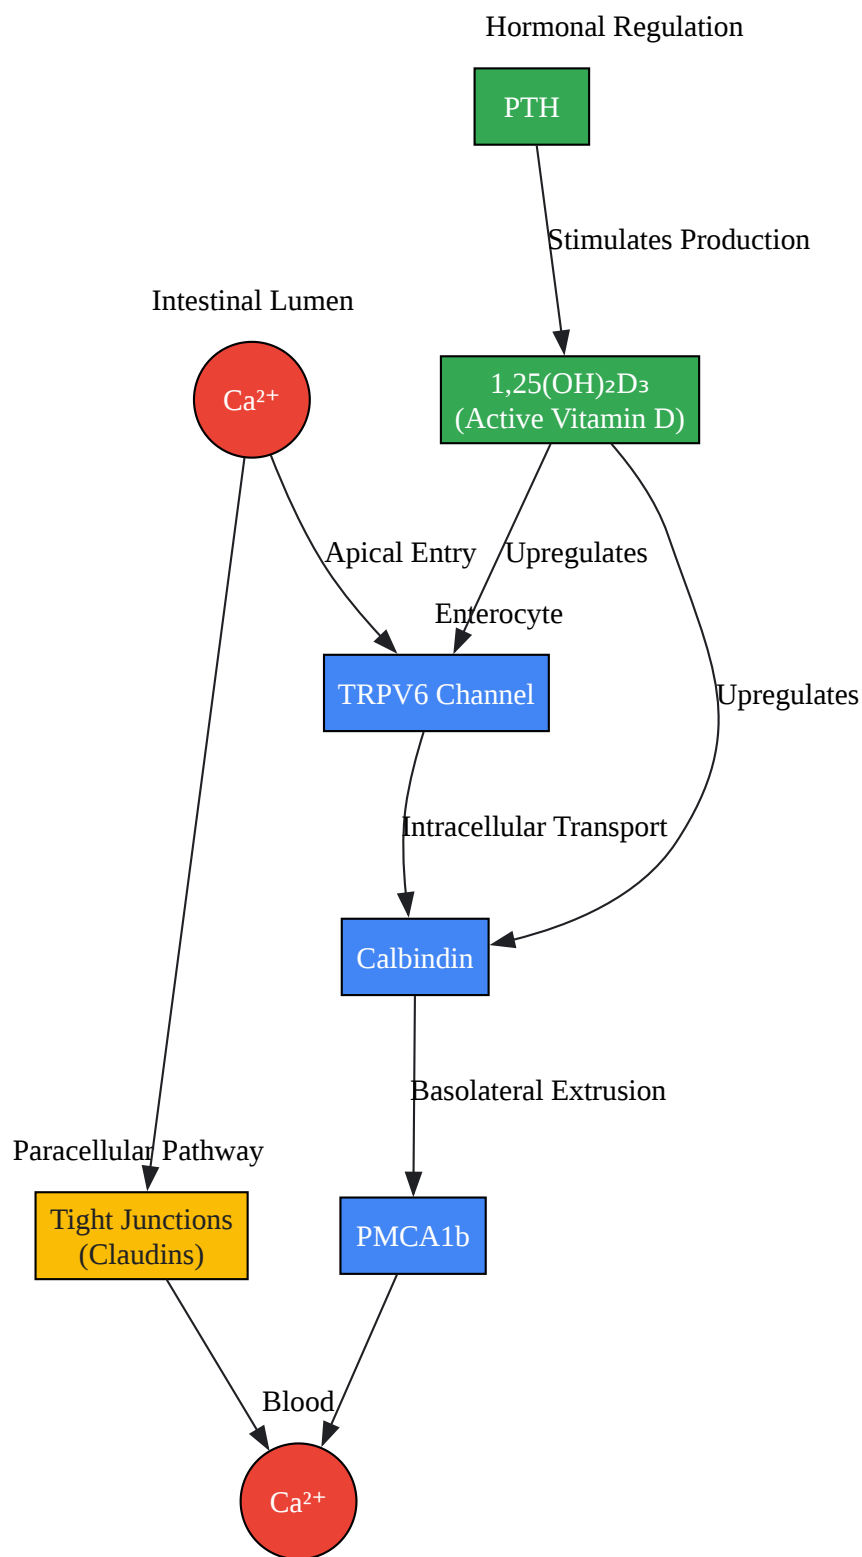 Hormonal Regulation
PTH
Stimulates Production
Intestinal Lumen
Ca²⁺
1,25(OH)₂D₃
(Active Vitamin D)
Apical Entry
Upregulates
Enterocyte
TRPV6 Channel
Upregulates
Intracellular Transport
Calbindin
Basolateral Extrusion
Paracellular Pathway
Tight Junctions
(Claudins)
PMCA1b
Blood
Ca²⁺